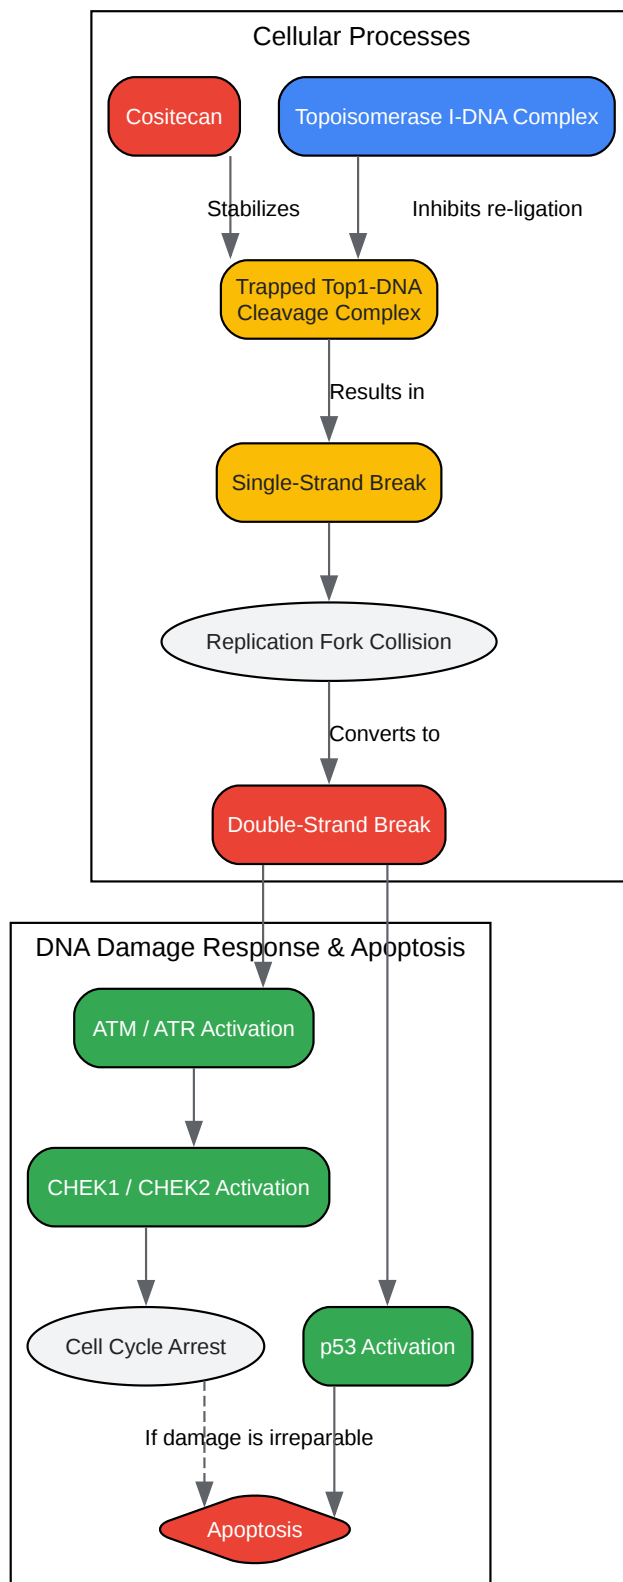 Cellular Processes
Cositecan
Topoisomerase I-DNA Complex
Stabilizes
Inhibits re-ligation
Trapped Top1-DNA
Cleavage Complex
Results in
Single-Strand Break
Replication Fork Collision
Converts to
Double-Strand Break
DNA Damage Response & Apoptosis
ATM / ATR Activation
CHEK1 / CHEK2 Activation
Cell Cycle Arrest
p53 Activation
If damage is irreparable
Apoptosis